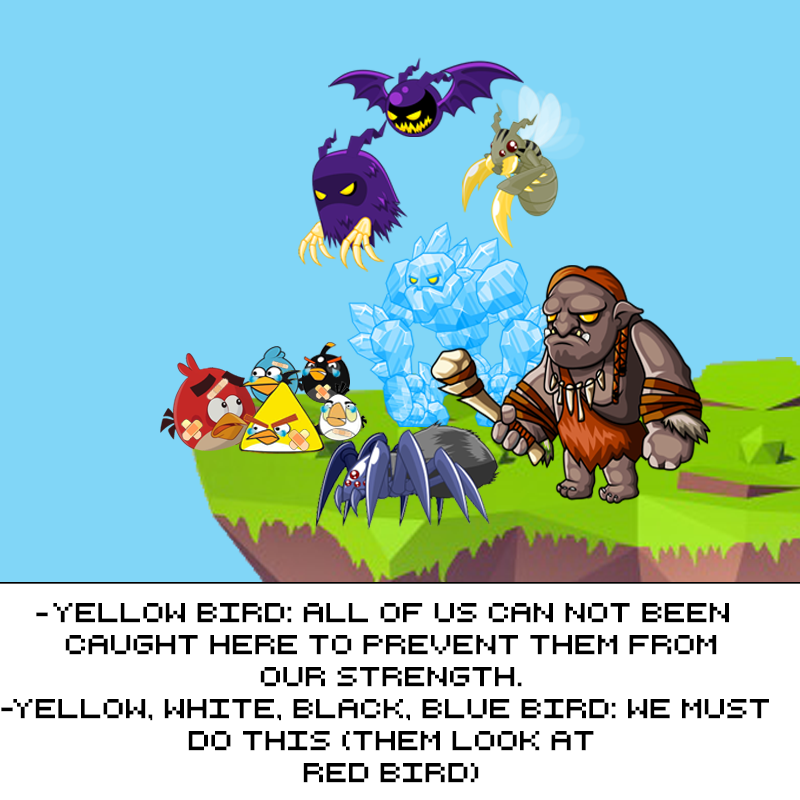 -YELLOW BIRD: ALL OF US CAN NOT BEEN
CAUGHT HERE TO PREVENT THEM FROM
OUR STRENGTH.
-YELLOW, WHITE, BLACK, BLUE BIRD: WE MUST
DO THIS (THEM LOOK AT
RED BIRD)